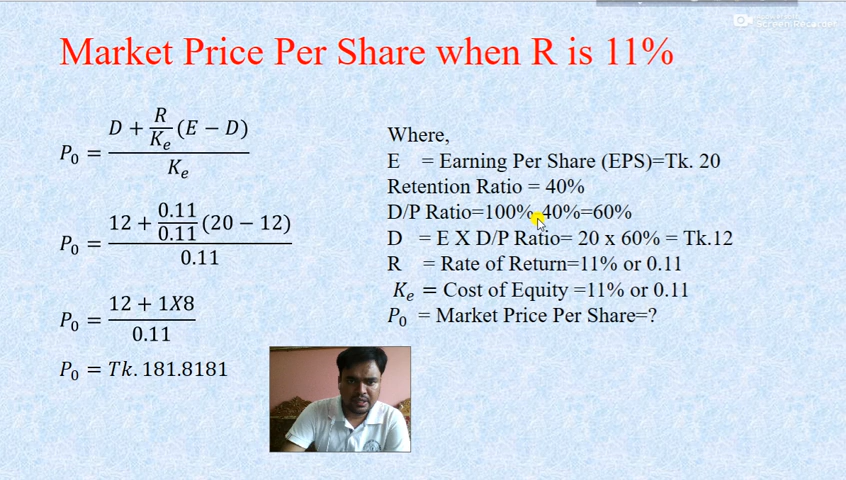 Screen Recorder
Market Price Per Share when R is 11%
P₀ = (D + R/Kₑ (E − D)) / Kₑ
P₀ = (12 + 0.11/0.11 (20 − 12)) / 0.11
P₀ = (12 + 1X8) / 0.11
P₀ = Tk. 181.8181
Where,
E = Earning Per Share (EPS)=Tk. 20
Retention Ratio = 40%
D/P Ratio=100%-40%=60%
D = E X D/P Ratio= 20 x 60% = Tk.12
R = Rate of Return=11% or 0.11
Kₑ = Cost of Equity =11% or 0.11
P₀ = Market Price Per Share=?